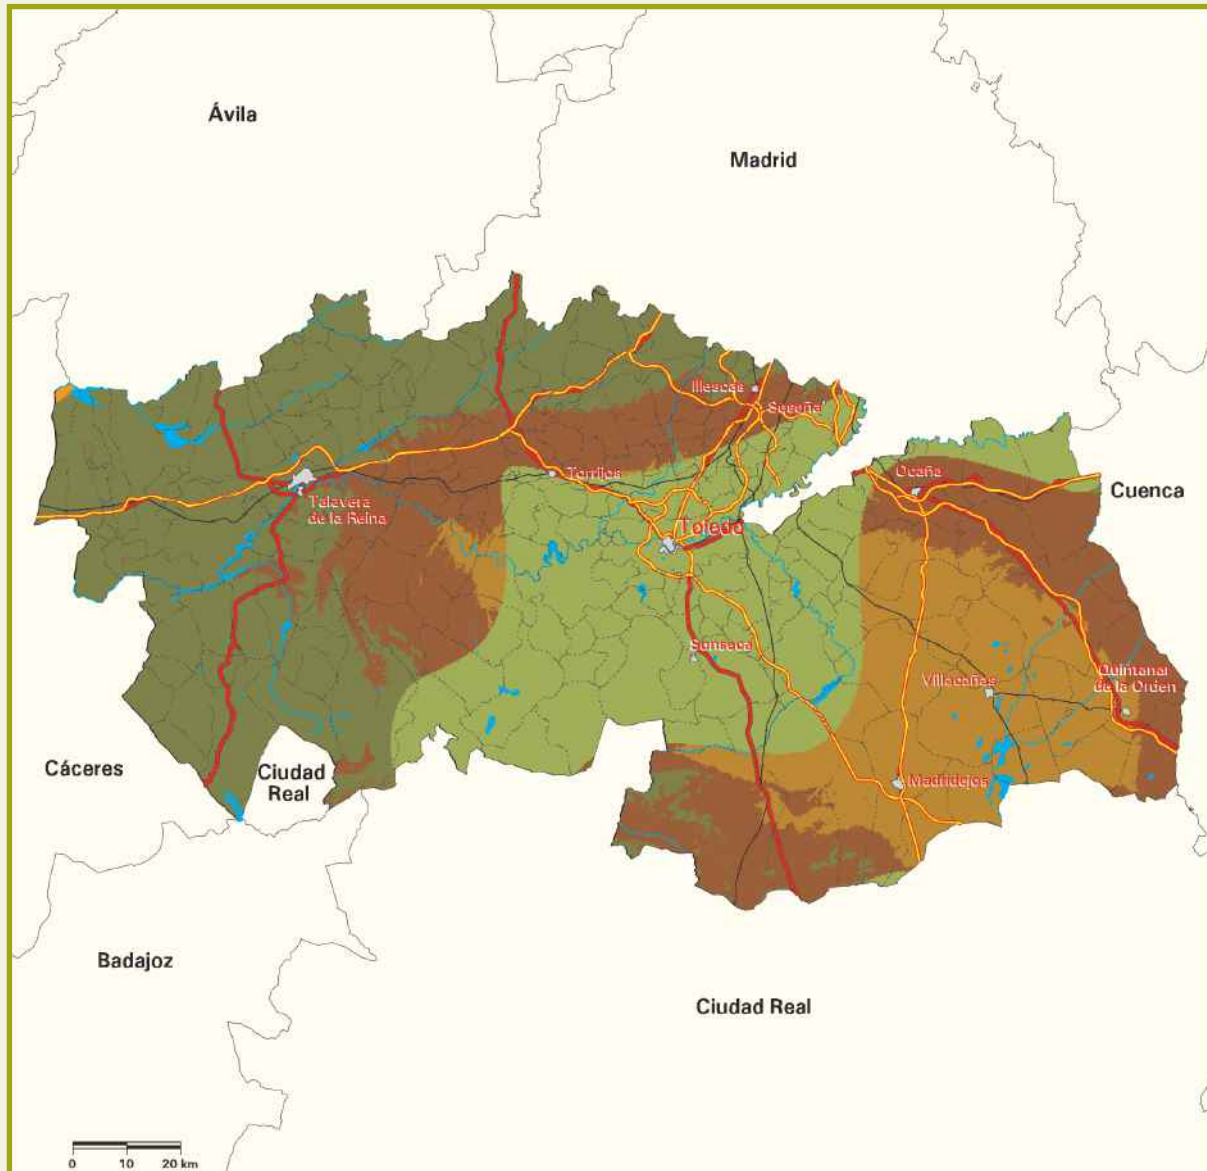 Ávila
Madrid
Illescas
Seseña
Torrijos
Ocaña
Cuenca
Talavera
de la Reina
Toledo
Sonseca
Villacañas
Quintanar
de la Orden
Cáceres
Ciudad
Real
Madridejos
Badajoz
Ciudad Real
0 10 20 km